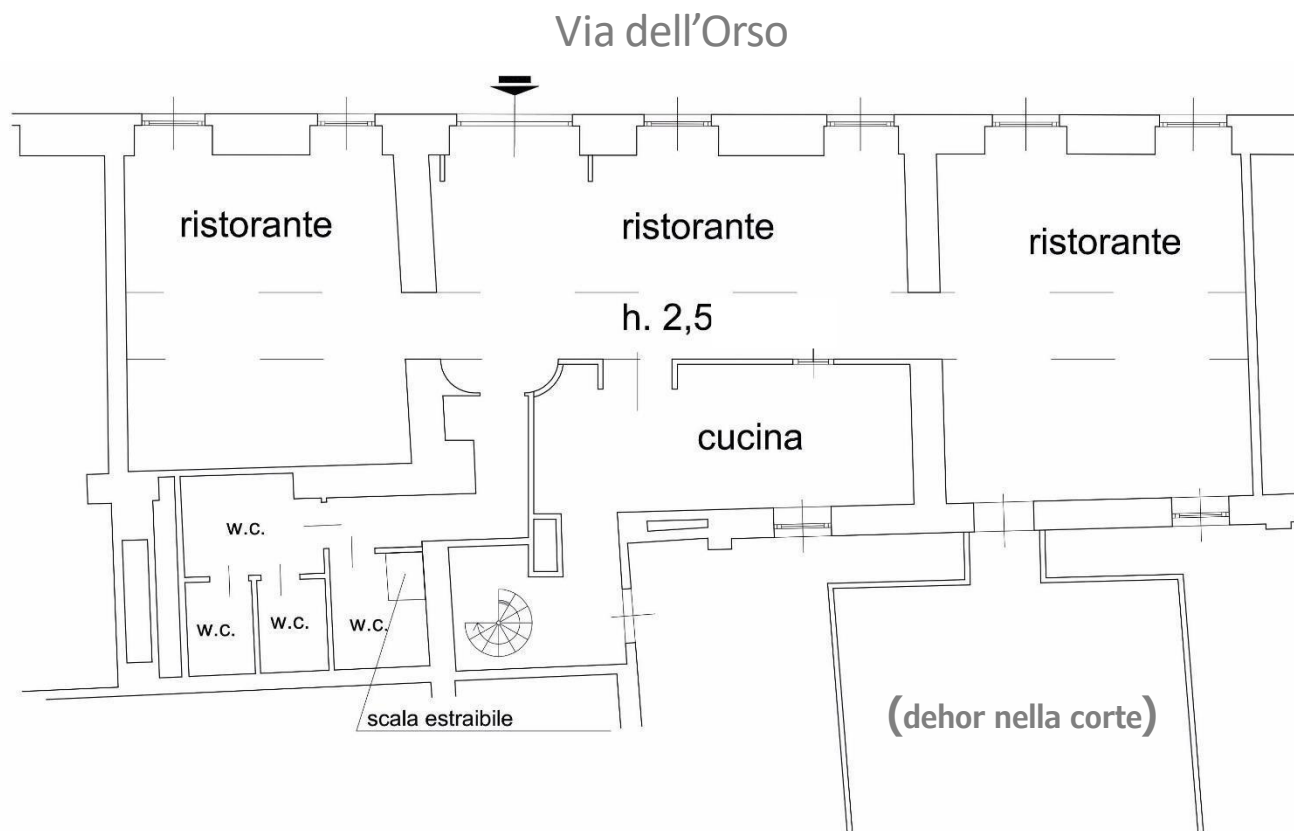 Via dell'Orso
ristorante
ristorante
ristorante
h. 2,5
cucina
w.c.
w.c.
w.c.
w.c.
scala estraibile
(dehor nella corte)